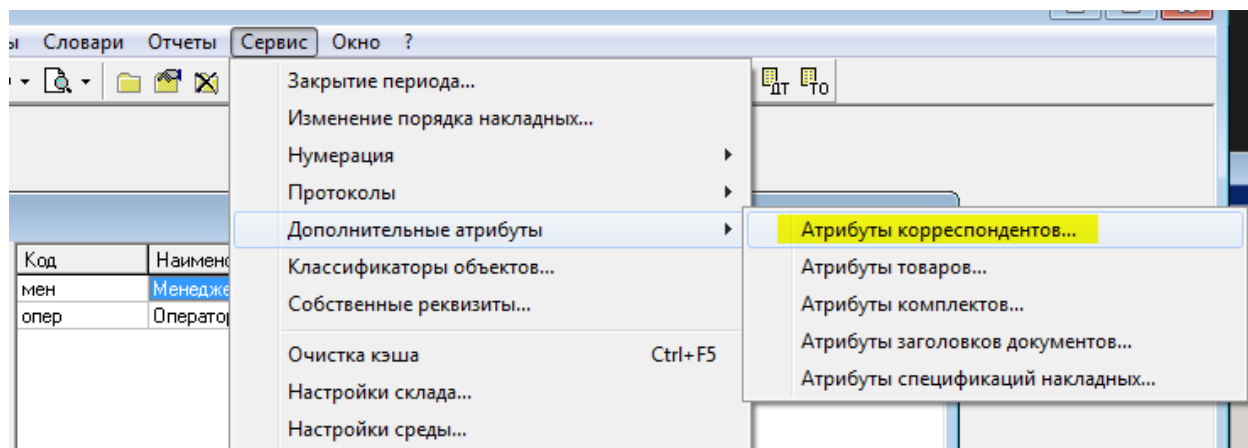 Словари Отчеты Сервис Окно ?
Закрытие периода...
ДТ ТО
Изменение порядка накладных...
Нумерация
Протоколы
Дополнительные атрибуты
Атрибуты корреспондентов...
Код
Классификаторы объектов...
Атрибуты товаров...
мен
Собственные реквизиты...
Атрибуты комплектов...
опер
Очистка кэша Ctrl+F5
Атрибуты заголовков документов...
Настройки склада...
Атрибуты спецификаций накладных...
Настройки среды...